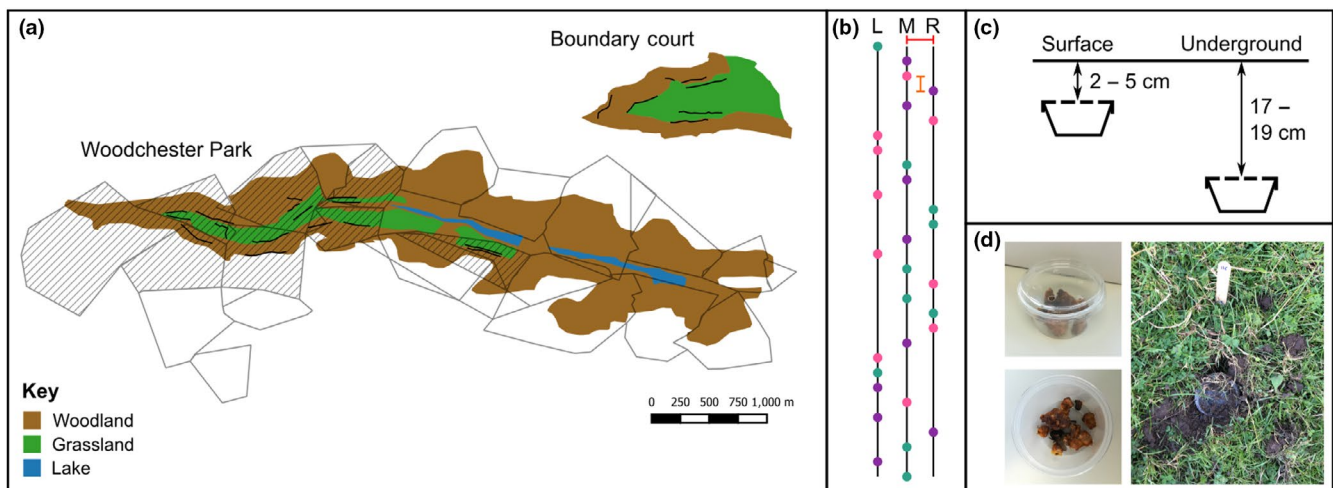 (a)
Boundary court
Woodchester Park
Key
Woodland
Grassland
Lake
0 250 500 750 1,000 m
(b)
L M R
(c)
Surface
Underground
2 – 5 cm
17 –
19 cm
(d)